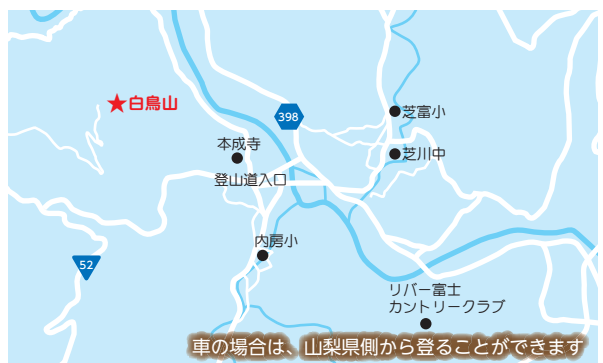 ★白鳥山
398
芝富小
本成寺
芝川中
登山道入口
内房小
52
リバー富士
カントリークラブ
車の場合は、山梨県側から登ることができます